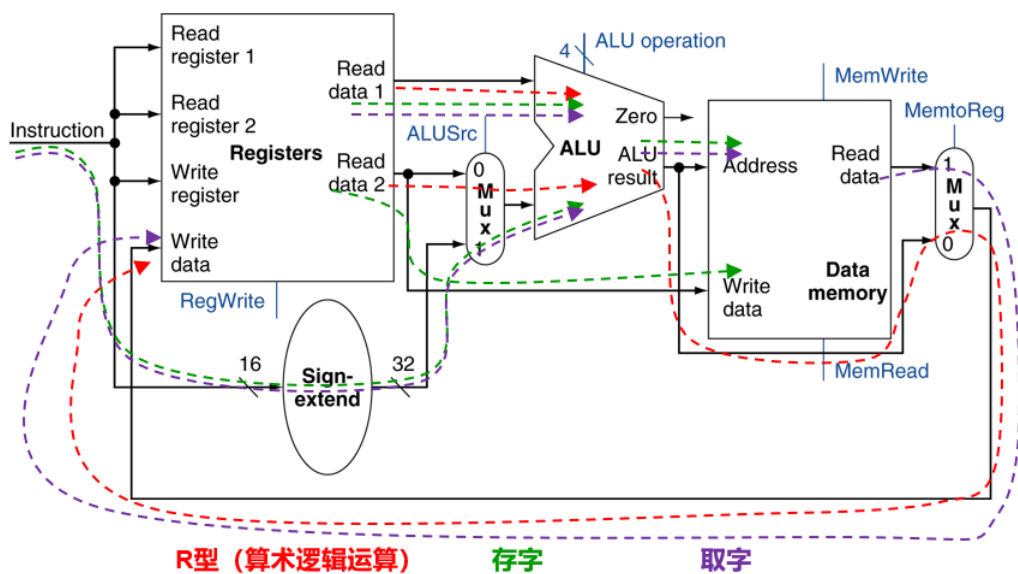 Instruction
Read
register 1
Read
register 2
Write
register
Write
data
Registers
Read
data 1
Read
data 2
RegWrite
16
Sign-
extend
32
ALUSrc
0
Mux
1
4
ALU operation
Zero
ALU
ALU
result
MemWrite
Address
Read
data
Write
data
Data
memory
MemRead
MemtoReg
1
Mux
0
R型（算术逻辑运算）
存字
取字